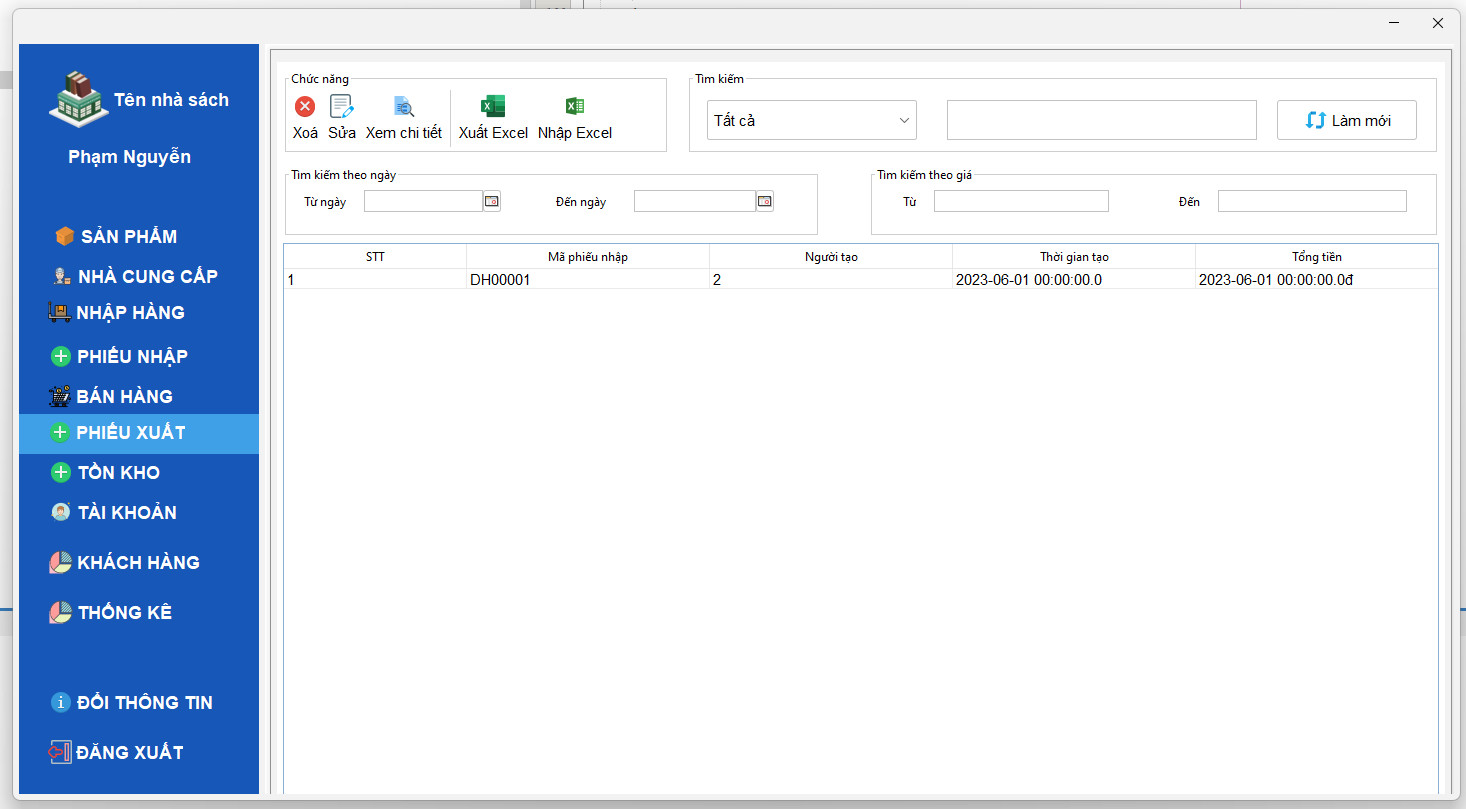 Tên nhà sách
Phạm Nguyễn
SẢN PHẨM
NHÀ CUNG CẤP
NHẬP HÀNG
PHIẾU NHẬP
BÁN HÀNG
PHIẾU XUẤT
TỒN KHO
TÀI KHOẢN
KHÁCH HÀNG
THỐNG KÊ
ĐỔI THÔNG TIN
ĐĂNG XUẤT
Chức năng
Xoá Sửa Xem chi tiết Xuất Excel Nhập Excel
Tìm kiếm
Tất cả Làm mới
Tìm kiếm theo ngày
Từ ngày Đến ngày
Tìm kiếm theo giá
Từ Đến
STT Mã phiếu nhập Người tạo Thời gian tạo Tổng tiền
1 DH00001 2 2023-06-01 00:00:00.0 2023-06-01 00:00:00.0đ